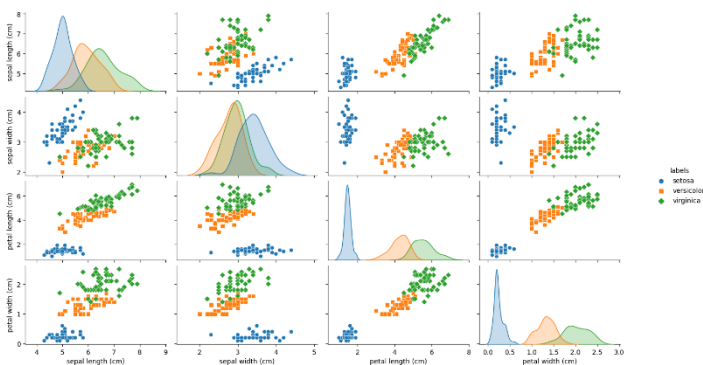 8
7
6
5
sepal length (cm)
4
3
2
sepal width (cm)
6
4
2
petal length (cm)
labels
setosa
versicolor
virginica
2
1
0
petal width (cm)
4 5 6 7 8 9
2 3 4 5
2 4 6 8
0.0 0.5 1.0 1.5 2.0 2.5 3.0
sepal length (cm)
sepal width (cm)
petal length (cm)
petal width (cm)